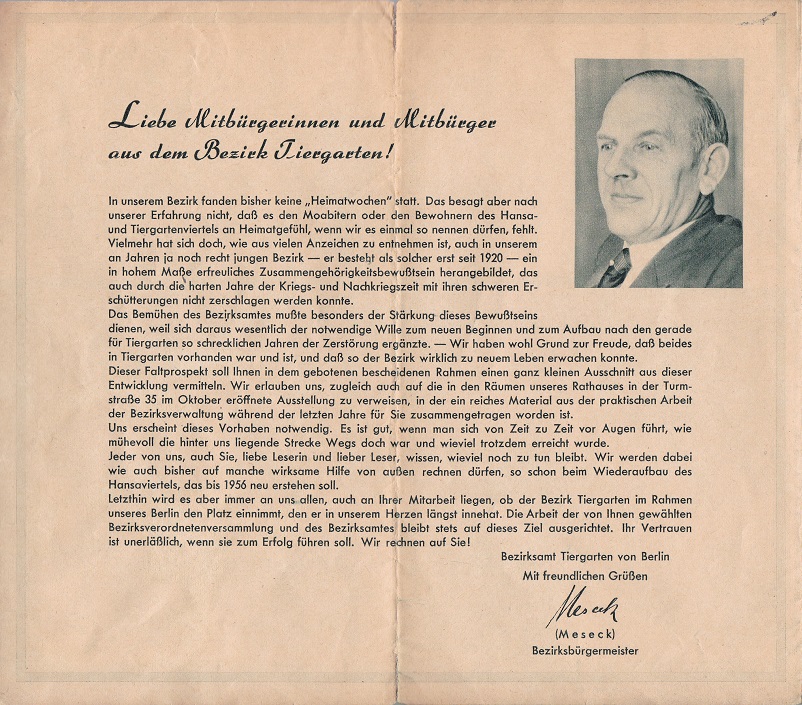 Liebe Mitbürgerinnen und Mitbürger
aus dem Bezirk Tiergarten!
In unserem Bezirk fanden bisher keine „Heimatwochen" statt. Das besagt aber nach
unserer Erfahrung nicht, daß es den Moabitern oder den Bewohnern des Hansa-
und Tiergartenviertels an Heimatgefühl, wenn wir es einmal so nennen dürfen, fehlt.
Vielmehr hat sich doch, wie aus vielen Anzeichen zu entnehmen ist, auch in unserem
an Jahren ja noch recht jungen Bezirk — er besteht als solcher erst seit 1920 — ein
in hohem Maße erfreuliches Zusammengehörigkeitsbewußtsein herangebildet, das
auch durch die harten Jahre der Kriegs- und Nachkriegszeit mit ihren schweren Er-
schütterungen nicht zerschlagen werden konnte.
Das Bemühen des Bezirksamtes mußte besonders der Stärkung dieses Bewußtseins
dienen, weil sich daraus wesentlich der notwendige Wille zum neuen Beginnen und zum Aufbau nach den gerade
für Tiergarten so schrecklichen Jahren der Zerstörung ergänzte. — Wir haben wohl Grund zur Freude, daß beides
in Tiergarten vorhanden war und ist, und daß so der Bezirk wirklich zu neuem Leben erwachen konnte.
Dieser Faltprospekt soll Ihnen in dem gebotenen bescheidenen Rahmen einen ganz kleinen Ausschnitt aus dieser
Entwicklung vermitteln. Wir erlauben uns, zugleich auch auf die in den Räumen unseres Rathauses in der Turm-
straße 35 im Oktober eröffnete Ausstellung zu verweisen, in der ein reiches Material aus der praktischen Arbeit
der Bezirksverwaltung während der letzten Jahre für Sie zusammengetragen worden ist.
Uns erscheint dieses Vorhaben notwendig. Es ist gut, wenn man sich von Zeit zu Zeit vor Augen führt, wie
mühevoll die hinter uns liegende Strecke Wegs doch war und wieviel trotzdem erreicht wurde.
Jeder von uns, auch Sie, liebe Leserin und lieber Leser, wissen, wieviel noch zu tun bleibt. Wir werden dabei
wie auch bisher auf manche wirksame Hilfe von außen rechnen dürfen, so schon beim Wiederaufbau des
Hansaviertels, das bis 1956 neu erstehen soll.
Letzthin wird es aber immer an uns allen, auch an Ihrer Mitarbeit liegen, ob der Bezirk Tiergarten im Rahmen
unseres Berlin den Platz einnimmt, den er in unserem Herzen längst innehat. Die Arbeit der von Ihnen gewählten
Bezirksverordnetenversammlung und des Bezirksamtes bleibt stets auf dieses Ziel ausgerichtet. Ihr Vertrauen
ist unerläßlich, wenn sie zum Erfolg führen soll. Wir rechnen auf Sie!
Bezirksamt Tiergarten von Berlin
Mit freundlichen Grüßen
Meseck
(Meseck)
Bezirksbürgermeister